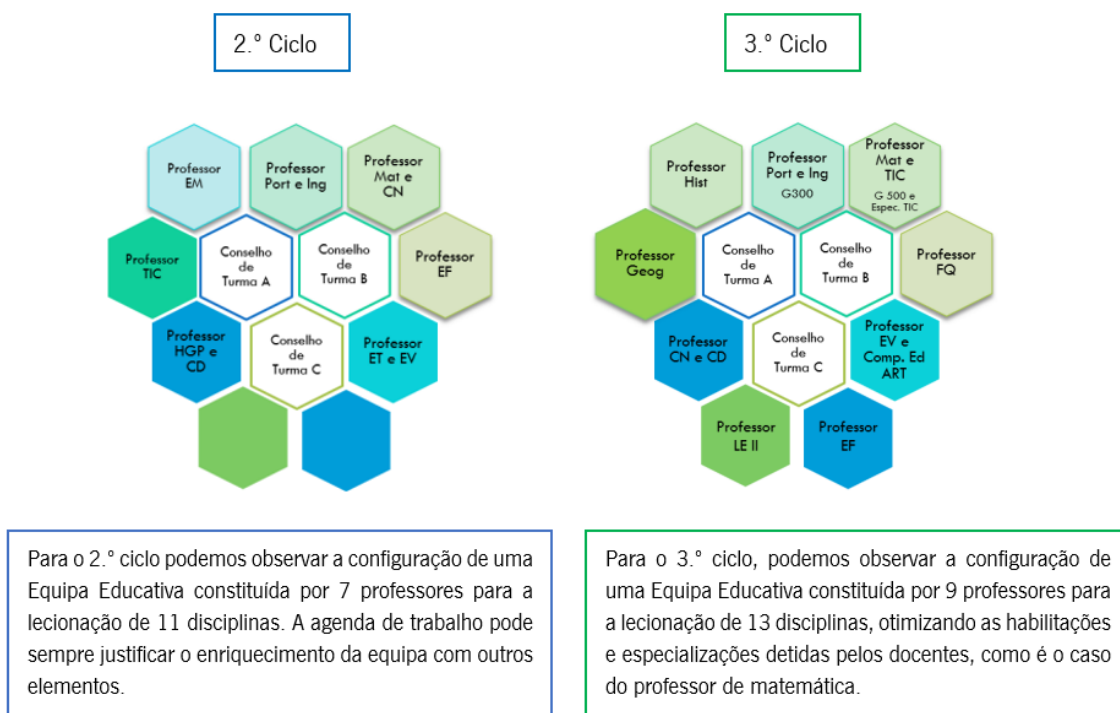 2.º Ciclo
Professor
EM
Professor
Port e Ing
Professor
Mat e
CN
Professor
TIC
Conselho
de
Turma A
Conselho
de
Turma B
Professor
EF
Professor
HGP e
CD
Conselho
de
Turma C
Professor
ET e EV
Para o 2.º ciclo podemos observar a configuração de uma
Equipa Educativa constituída por 7 professores para a
lecionação de 11 disciplinas. A agenda de trabalho pode
sempre justificar o enriquecimento da equipa com outros
elementos.
3.º Ciclo
Professor
Hist
Professor
Port e Ing
G300
Professor
Mat e
TIC
G 500 e
Espec. TIC
Professor
Geog
Conselho
de
Turma A
Conselho
de
Turma B
Professor
FQ
Professor
CN e CD
Conselho
de
Turma C
Professor
EV e
Comp. Ed
ART
Professor
LE II
Professor
EF
Para o 3.º ciclo, podemos observar a configuração de
uma Equipa Educativa constituída por 9 professores para
a lecionação de 13 disciplinas, otimizando as habilitações
e especializações detidas pelos docentes, como é o caso
do professor de matemática.